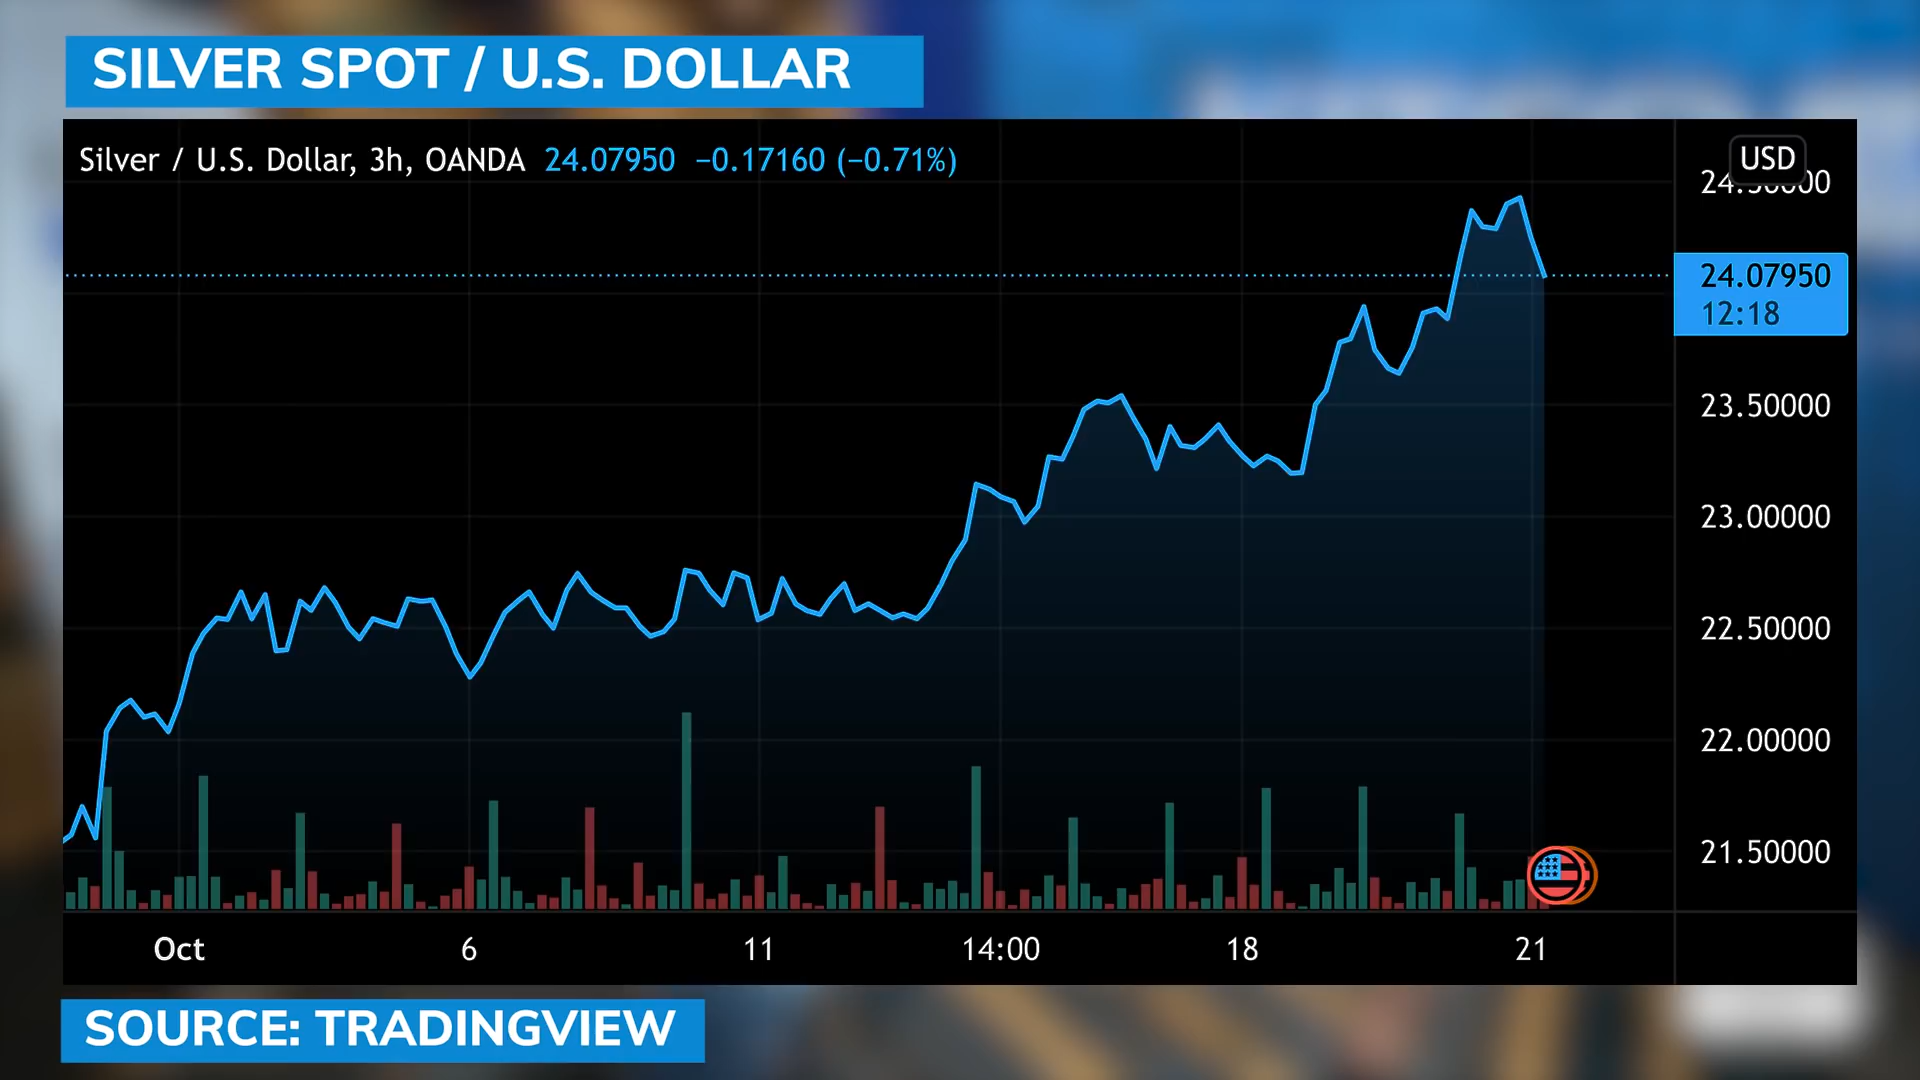 SILVER SPOT / U.S. DOLLAR
Silver / U.S. Dollar, 3h, OANDA 24.07950 −0.17160 (−0.71%)
USD
24.07950
12:18
23.50000
23.00000
22.50000
22.00000
21.50000
Oct 6 11 14:00 18 21
SOURCE: TRADINGVIEW